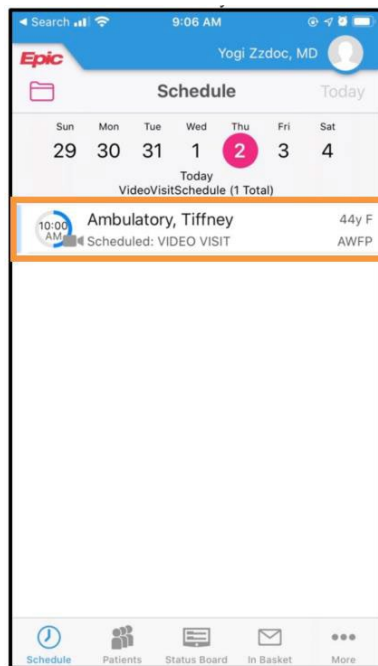 Search 9:06 AM
Epic Yogi Zzdoc, MD
Schedule Today
Sun Mon Tue Wed Thu Fri Sat
29 30 31 1 2 3 4
Today
VideoVisitSchedule (1 Total)
10:00 AM Ambulatory, Tiffney 44y F
Scheduled: VIDEO VISIT AWFP
Schedule Patients Status Board In Basket More